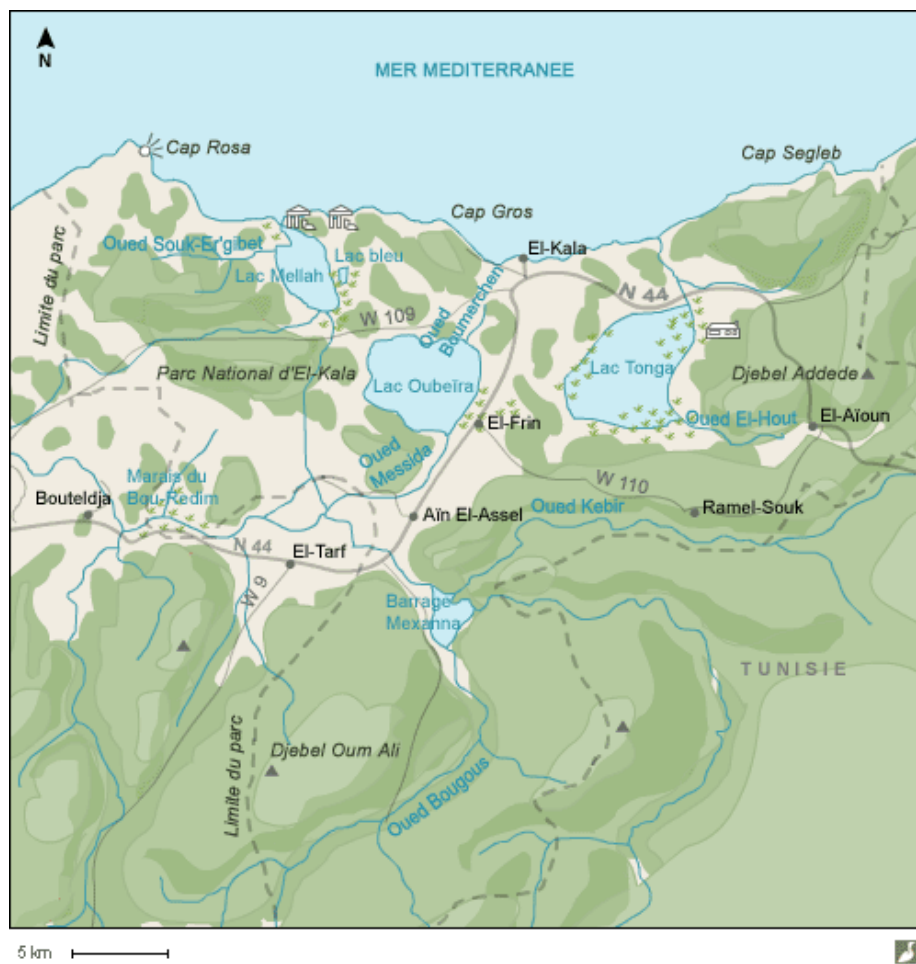 N
MER MEDITERRANEE
Cap Rosa
Cap Segleb
Cap Gros
Limite du parc
Oued Souk-Er'gibet
Lac bleu
El-Kala
Lac Mellah
N 44
W 109
Oued
Boumerchen
Parc National d'El-Kala
Lac Oubeïra
Lac Tonga
Djebel Addede
El-Frin
Oued El-Hout
El-Aïoun
Oued
Messida
Marais du
Bou-Redim
W 110
Bouteldja
Aïn El-Assel
Oued Kebir
Ramel-Souk
N 44
El-Tarf
W 9
Barrage
Mexanna
TUNISIE
Limite du parc
Djebel Oum Ali
Oued Bougous
5 km